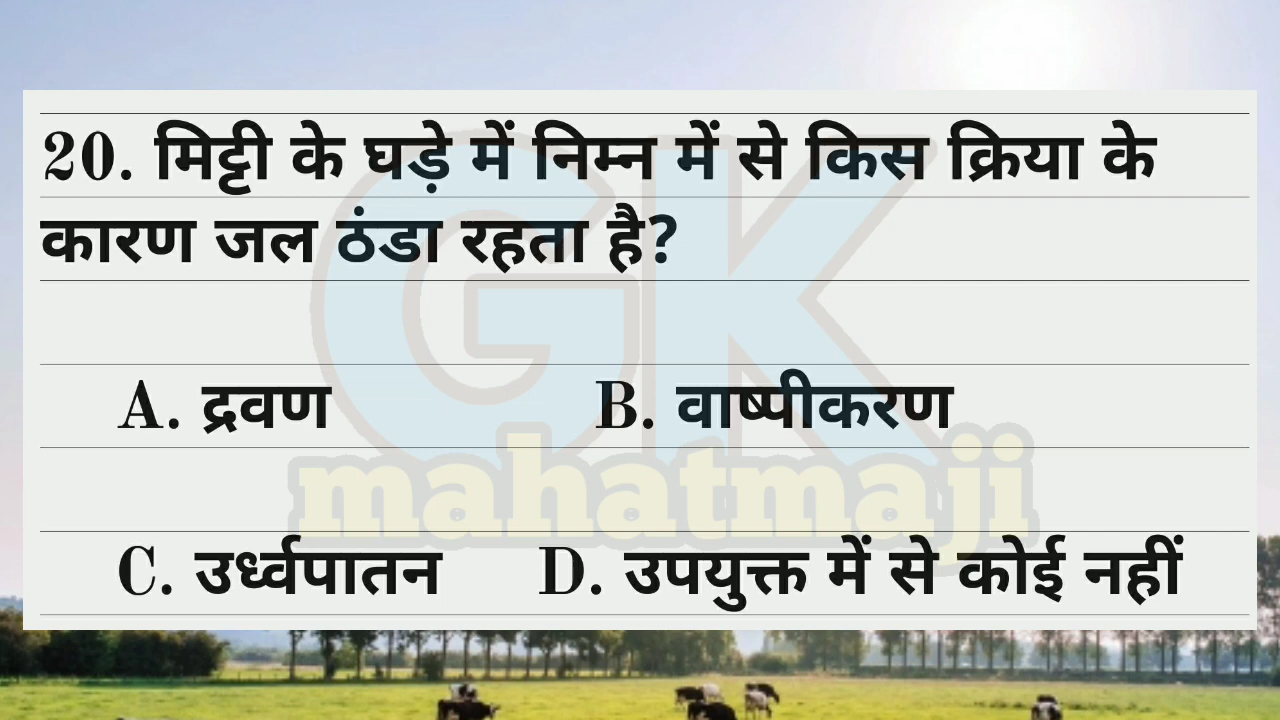 20. मिट्टी के घड़े में निम्न में से किस क्रिया के
कारण जल ठंडा रहता है?
A. द्रवण B. वाष्पीकरण
C. उर्ध्वपातन D. उपयुक्त में से कोई नहीं
GK
mahatmaji